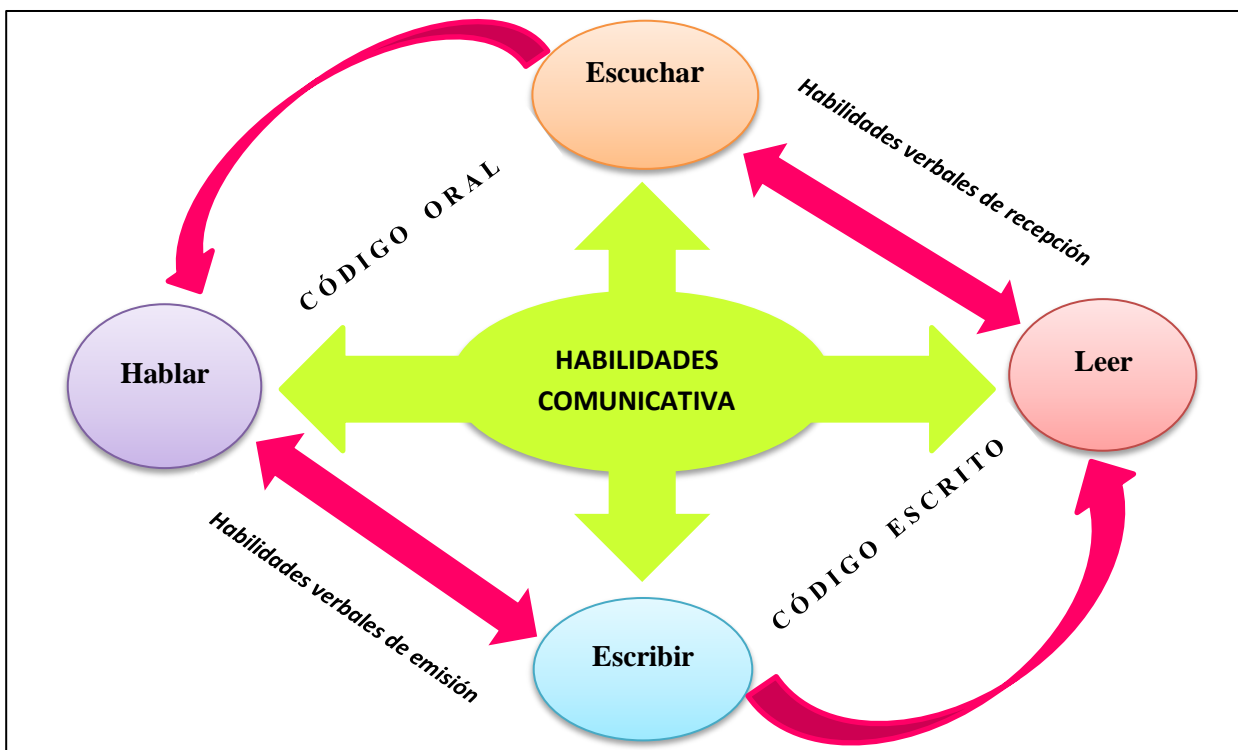 Escuchar
Habilidades verbales de recepción
CÓDIGO ORAL
Hablar
HABILIDADES
COMUNICATIVA
Leer
CÓDIGO ESCRITO
Habilidades verbales de emisión
Escribir